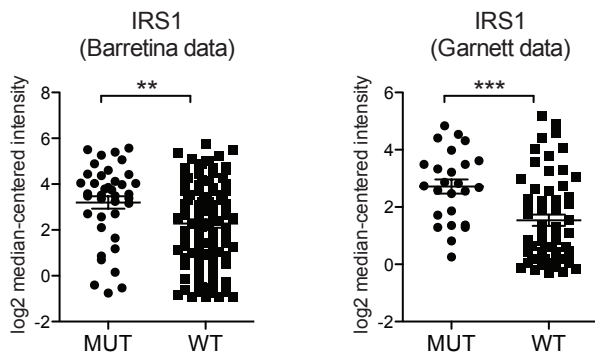 IRS1
(Barretina data)
**
log2 median-centered intensity
8
6
4
2
0
-2
MUT
WT
IRS1
(Garnett data)
***
log2 median-centered intensity
6
4
2
0
-2
MUT
WT